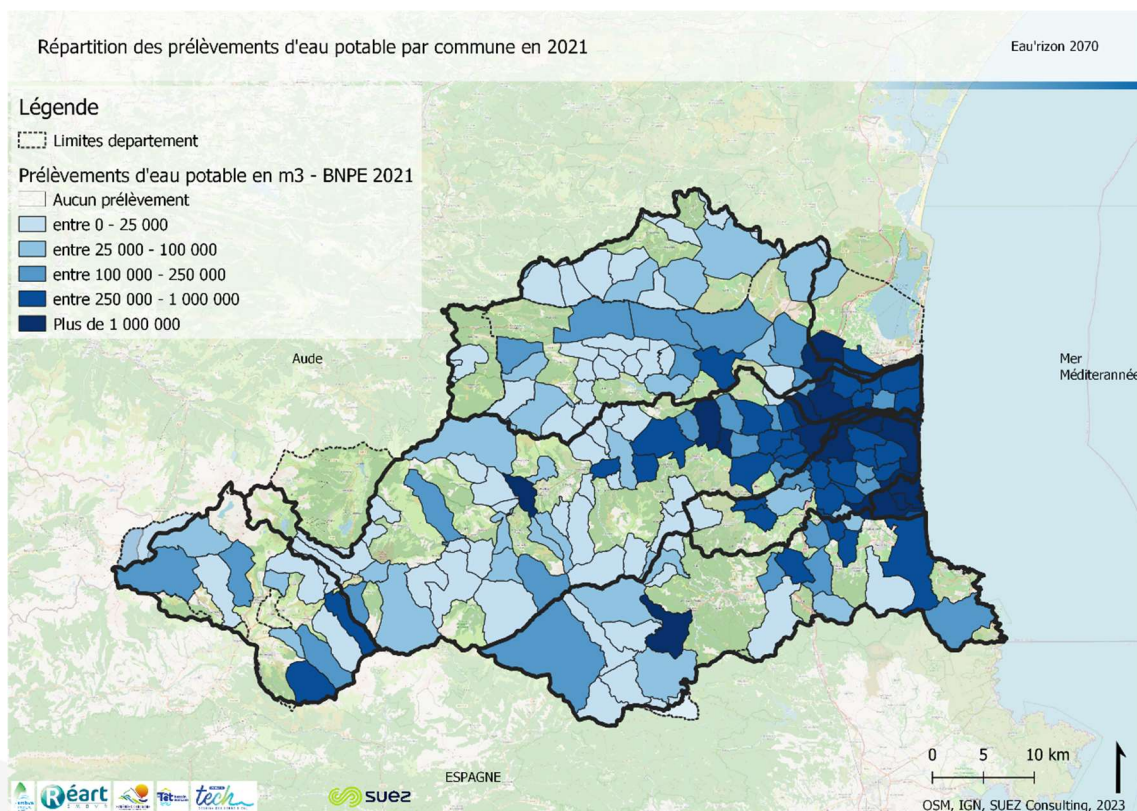 Répartition des prélèvements d'eau potable par commune en 2021
Eau'rizon 2070
Légende
Limites departement
Prélèvements d'eau potable en m3 - BNPE 2021
Aucun prélèvement
entre 0 - 25 000
entre 25 000 - 100 000
entre 100 000 - 250 000
entre 250 000 - 1 000 000
Plus de 1 000 000
Aude
Mer
Méditerannée
ESPAGNE
0 5 10 km
Réart
Têt
tech
suez
OSM, IGN, SUEZ Consulting, 2023